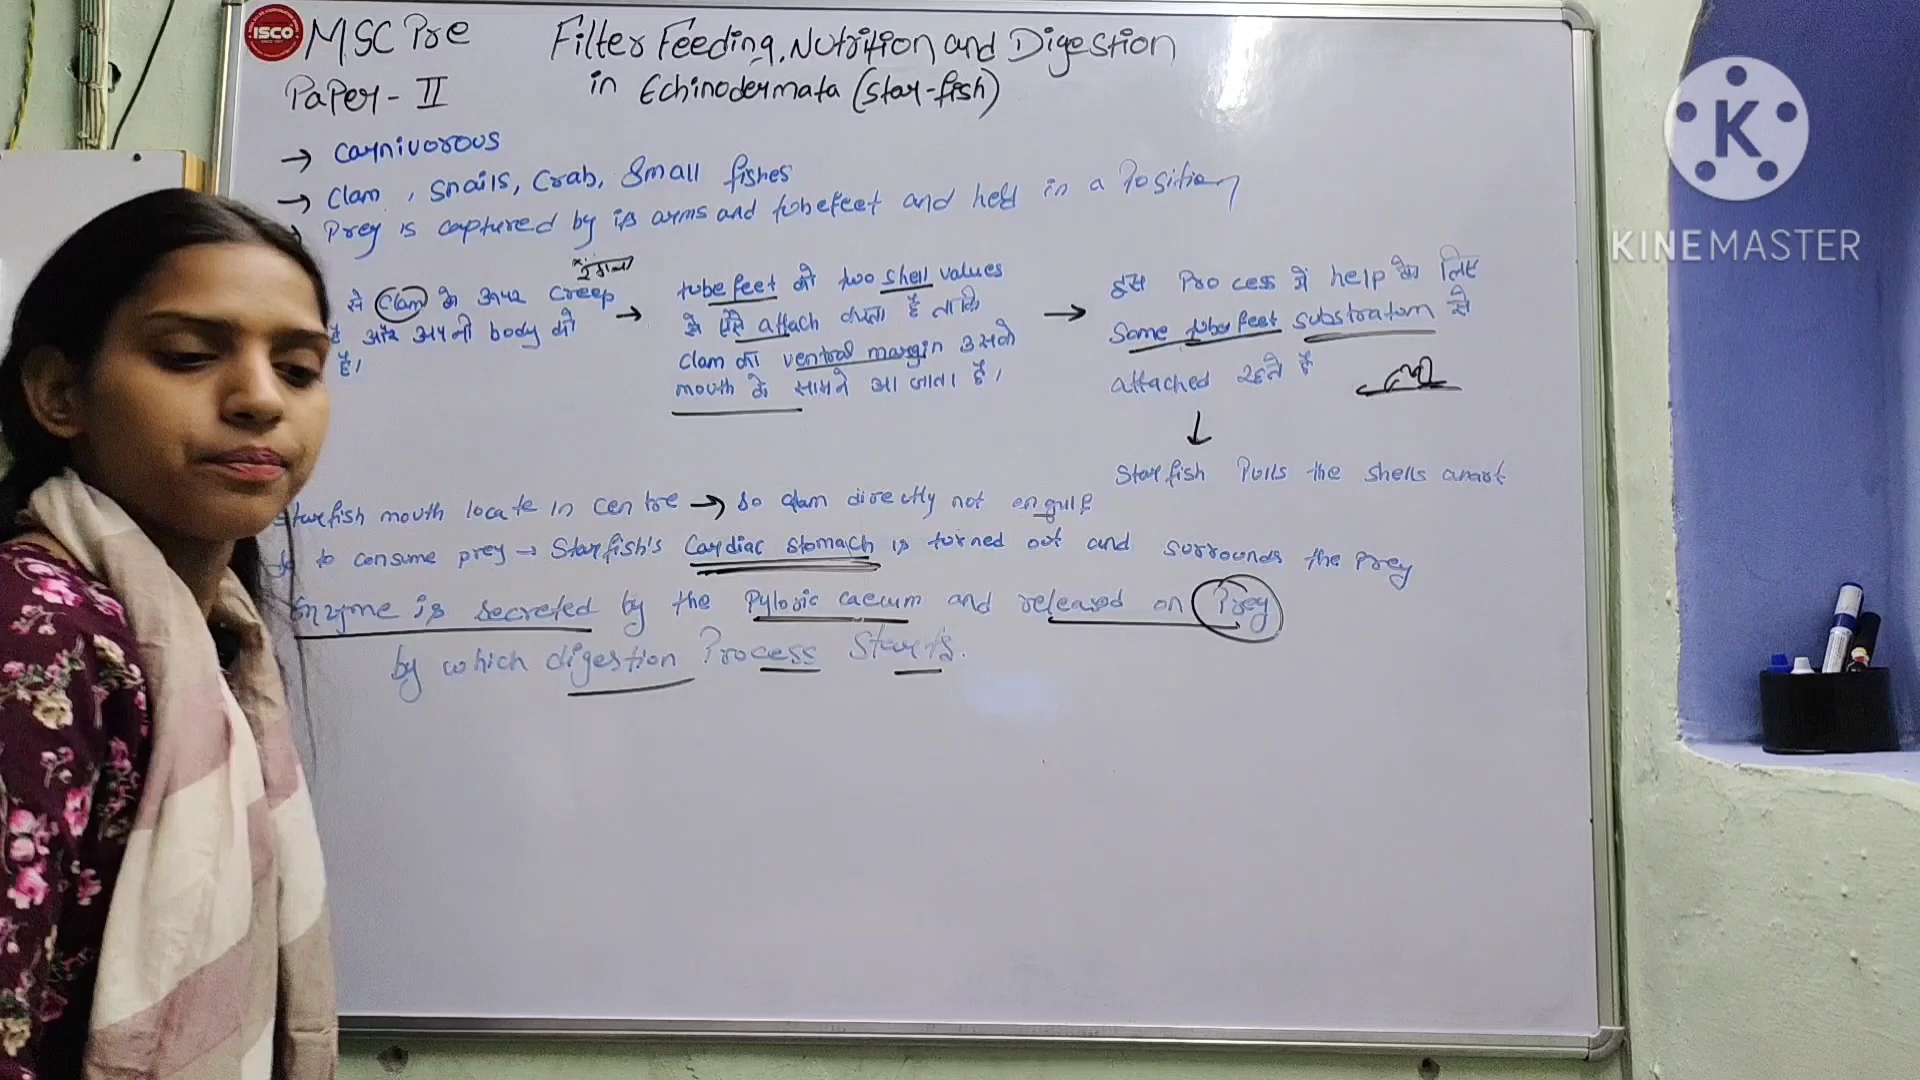 ISCO MSC Pre
Filter Feeding, Nutrition and Digestion
Paper - II
in Echinodermata (star-fish)
→ Carnivorous
→ Clam, Snails, Crab, Small fishes
Prey is captured by its arms and tubefeet and held in a Position
रेंगना
से clam के ऊपर creep →
है और अपनी body को
है।
tube feet को two shell values
से ऐसे attach करता है ताकि
clam का ventral margin उसके
mouth के सामने आ जाता है।
→ इस Process में help के लिए
Some tube feet substratum से
attached रहते हैं
↓
Starfish Pulls the shells apart
Starfish mouth locate in centre → so clam directly not engulf
to consume prey → Starfish's Cardiac stomach is turned out and surrounds the Prey
Enzyme is secreted by the Pyloric caecum and released on Prey
by which digestion Process starts.
K
KINEMASTER